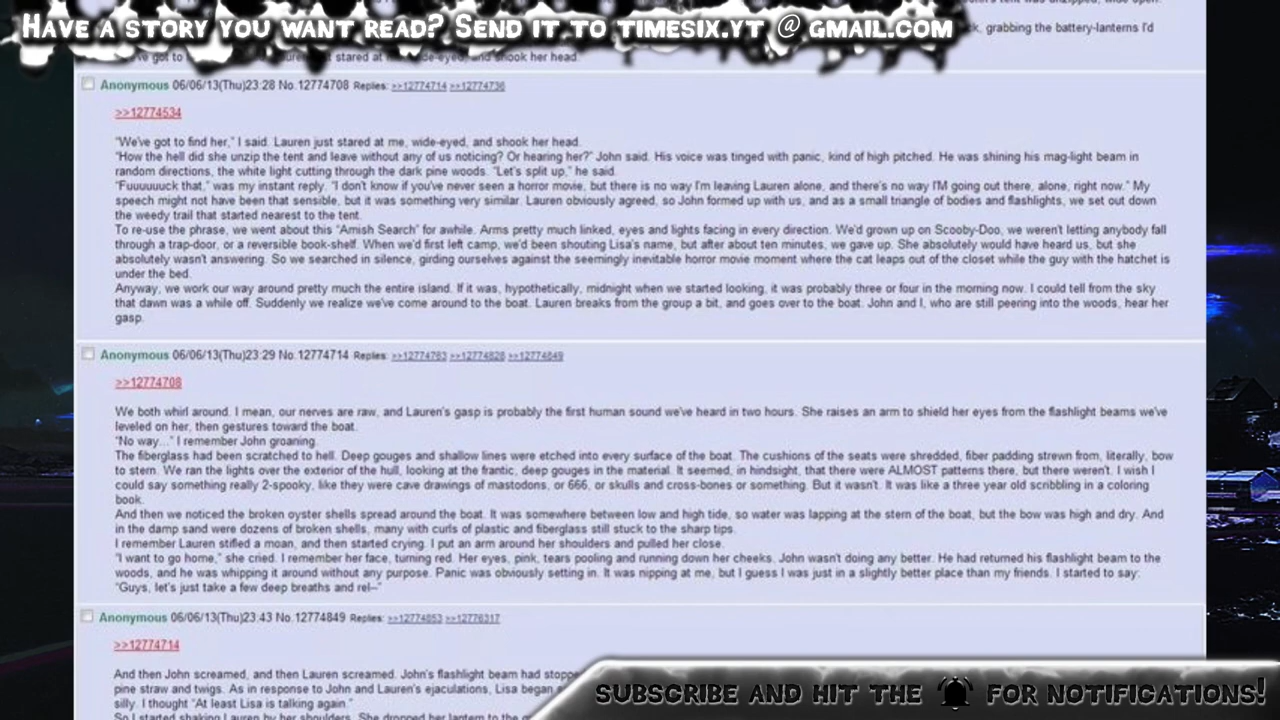 HAVE A STORY YOU WANT READ? SEND IT TO TIMESIX.YT @ GMAIL.COM
, grabbing the battery-lanterns I'd
stared at me, wide-eyed, and shook her head.
Anonymous 06/06/13(Thu)23:28 No.12774708 Replies: >>12774714 >>12774736
>>12774534
"We've got to find her," I said. Lauren just stared at me, wide-eyed, and shook her head.
"How the hell did she unzip the tent and leave without any of us noticing? Or hearing her?" John said. His voice was tinged with panic, kind of high pitched. He was shining his mag-light beam in
random directions, the white light cutting through the dark pine woods. "Let's split up," he said.
"Fuuuuuuck that," was my instant reply. "I don't know if you've never seen a horror movie, but there is no way I'm leaving Lauren alone, and there's no way I'M going out there, alone, right now." My
speech might not have been that sensible, but it was something very similar. Lauren obviously agreed, so John formed up with us, and as a small triangle of bodies and flashlights, we set out down
the weedy trail that started nearest to the tent.
To re-use the phrase, we went about this "Amish Search" for awhile. Arms pretty much linked, eyes and lights facing in every direction. We'd grown up on Scooby-Doo, we weren't letting anybody fall
through a trap-door, or a reversible book-shelf. When we'd first left camp, we'd been shouting Lisa's name, but after about ten minutes, we gave up. She absolutely would have heard us, but she
absolutely wasn't answering. So we searched in silence, girding ourselves against the seemingly inevitable horror movie moment where the cat leaps out of the closet while the guy with the hatchet is
under the bed.
Anyway, we work our way around pretty much the entire island. If it was, hypothetically, midnight when we started looking, it was probably three or four in the morning now. I could tell from the sky
that dawn was a while off. Suddenly we realize we've come around to the boat. Lauren breaks from the group a bit, and goes over to the boat. John and I, who are still peering into the woods, hear her
gasp.
Anonymous 06/06/13(Thu)23:29 No.12774714 Replies: >>12774763 >>12774826 >>12774849
>>12774708
We both whirl around. I mean, our nerves are raw, and Lauren's gasp is probably the first human sound we've heard in two hours. She raises an arm to shield her eyes from the flashlight beams we've
leveled on her, then gestures toward the boat.
"No way..." I remember John groaning.
The fiberglass had been scratched to hell. Deep gouges and shallow lines were etched into every surface of the boat. The cushions of the seats were shredded, fiber padding strewn from, literally, bow
to stern. We ran the lights over the exterior of the hull, looking at the frantic, deep gouges in the material. It seemed, in hindsight, that there were ALMOST patterns there, but there weren't. I wish I
could say something really 2-spooky, like they were cave drawings of mastodons, or 666, or skulls and cross-bones or something. But it wasn't. It was like a three year old scribbling in a coloring
book.
And then we noticed the broken oyster shells spread around the boat. It was somewhere between low and high tide, so water was lapping at the stern of the boat, but the bow was high and dry. And
in the damp sand were dozens of broken shells, many with curls of plastic and fiberglass still stuck to the sharp tips.
I remember Lauren stifled a moan, and then started crying. I put an arm around her shoulders and pulled her close.
"I want to go home," she cried. I remember her face, turning red. Her eyes, pink, tears pooling and running down her cheeks. John wasn't doing any better. He had returned his flashlight beam to the
woods, and he was whipping it around without any purpose. Panic was obviously setting in. It was nipping at me, but I guess I was just in a slightly better place than my friends. I started to say:
"Guys, let's just take a few deep breaths and rel--"
Anonymous 06/06/13(Thu)23:43 No.12774849 Replies: >>12774853 >>12776317
>>12774714
And then John screamed, and then Lauren screamed. John's flashlight beam had stopp
pine straw and twigs. As in response to John and Lauren's ejaculations, Lisa began
silly. I thought "At least Lisa is talking again."
So I started shaking Lauren by her shoulders. She dropped her lantern to the
SUBSCRIBE AND HIT THE FOR NOTIFICATIONS!